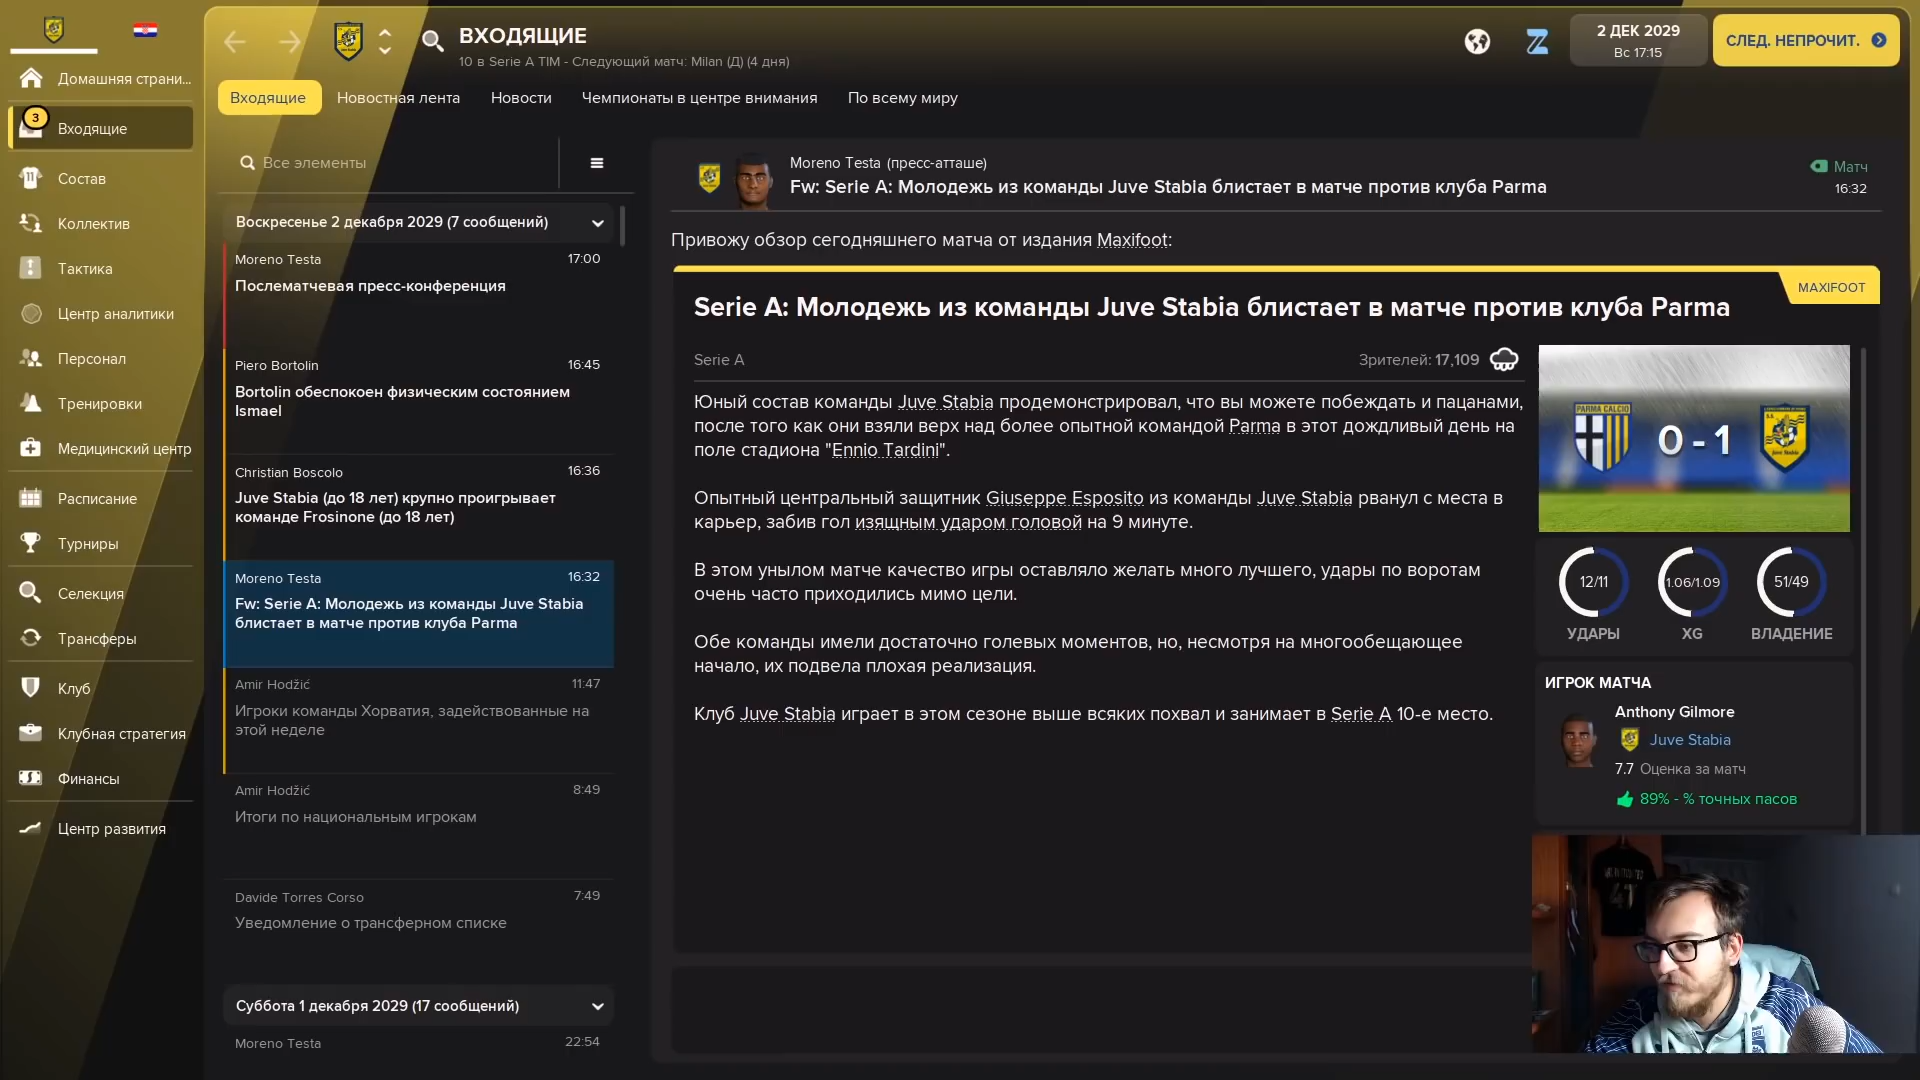 Домашняя страни...
3
Входящие
Состав
Коллектив
Тактика
Центр аналитики
Персонал
Тренировки
Медицинский центр
Расписание
Турниры
Селекция
Трансферы
Клуб
Клубная стратегия
Финансы
Центр развития
ВХОДЯЩИЕ
10 в Serie A TIM - Следующий матч: Milan (Д) (4 дня)
2 ДЕК 2029
Вс 17:15
СЛЕД. НЕПРОЧИТ.
Входящие
Новостная лента
Новости
Чемпионаты в центре внимания
По всему миру
Все элементы
Воскресенье 2 декабря 2029 (7 сообщений)
Moreno Testa 17:00
Послематчевая пресс-конференция
Piero Bortolin 16:45
Bortolin обеспокоен физическим состоянием
Ismael
Christian Boscolo 16:36
Juve Stabia (до 18 лет) крупно проигрывает
команде Frosinone (до 18 лет)
Moreno Testa 16:32
Fw: Serie A: Молодежь из команды Juve Stabia
блистает в матче против клуба Parma
Amir Hodžić 11:47
Игроки команды Хорватия, задействованные на
этой неделе
Amir Hodžić 8:49
Итоги по национальным игрокам
Davide Torres Corso 7:49
Уведомление о трансферном списке
Суббота 1 декабря 2029 (17 сообщений)
Moreno Testa 22:54
Moreno Testa (пресс-атташе)
Fw: Serie A: Молодежь из команды Juve Stabia блистает в матче против клуба Parma
Матч
16:32
Привожу обзор сегодняшнего матча от издания Maxifoot:
MAXIFOOT
Serie A: Молодежь из команды Juve Stabia блистает в матче против клуба Parma
Serie A
Зрителей: 17,109
Юный состав команды Juve Stabia продемонстрировал, что вы можете побеждать и пацанами,
после того как они взяли верх над более опытной командой Parma в этот дождливый день на
поле стадиона "Ennio Tardini".
Опытный центральный защитник Giuseppe Esposito из команды Juve Stabia рванул с места в
карьер, забив гол изящным ударом головой на 9 минуте.
В этом унылом матче качество игры оставляло желать много лучшего, удары по воротам
очень часто приходились мимо цели.
Обе команды имели достаточно голевых моментов, но, несмотря на многообещающее
начало, их подвела плохая реализация.
Клуб Juve Stabia играет в этом сезоне выше всяких похвал и занимает в Serie A 10-е место.
PARMA CALCIO
0 - 1
12/11
1.06/1.09
51/49
УДАРЫ
XG
ВЛАДЕНИЕ
ИГРОК МАТЧА
Anthony Gilmore
Juve Stabia
7.7 Оценка за матч
89% - % точных пасов